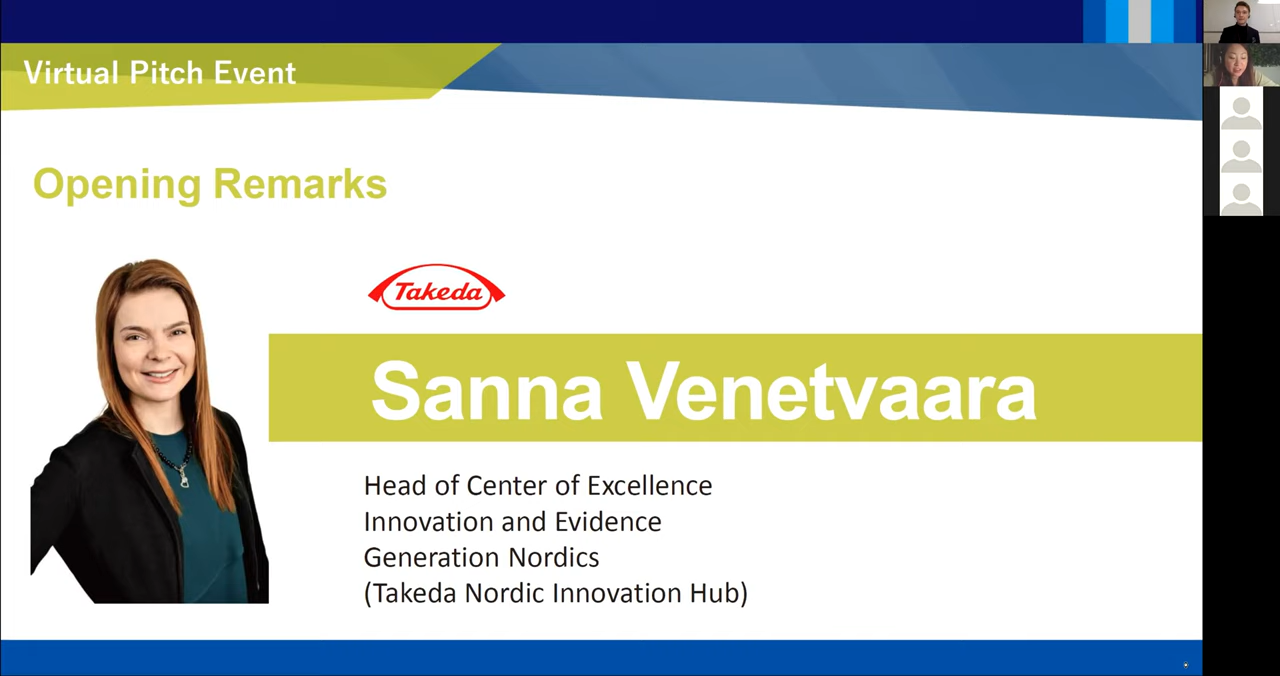 Virtual Pitch Event
Opening Remarks
Takeda
Sanna Venetvaara
Head of Center of Excellence
Innovation and Evidence
Generation Nordics
(Takeda Nordic Innovation Hub)